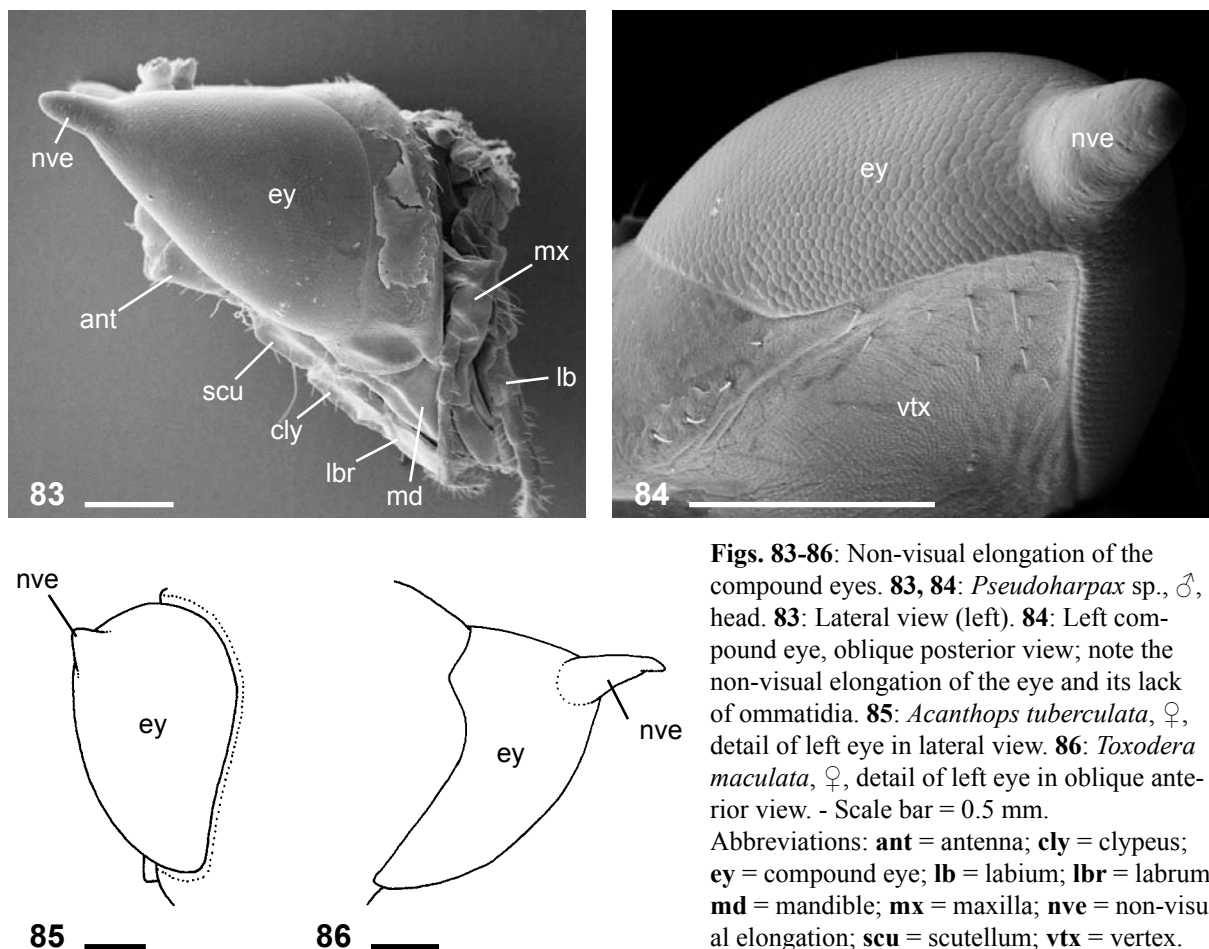 nve
ey
mx
ant
scu
cly
lbr
md
lb
83
nve
ey
vtx
84
nve
ey
85
ey
nve
86
Figs. 83-86: Non-visual elongation of the
compound eyes. 83, 84: Pseudoharpax sp., ♂,
head. 83: Lateral view (left). 84: Left com-
pound eye, oblique posterior view; note the
non-visual elongation of the eye and its lack
of ommatidia. 85: Acanthops tuberculata, ♀,
detail of left eye in lateral view. 86: Toxodera
maculata, ♀, detail of left eye in oblique ante-
rior view. - Scale bar = 0.5 mm.
Abbreviations: ant = antenna; cly = clypeus;
ey = compound eye; lb = labium; lbr = labrum
md = mandible; mx = maxilla; nve = non-visu
al elongation; scu = scutellum; vtx = vertex.